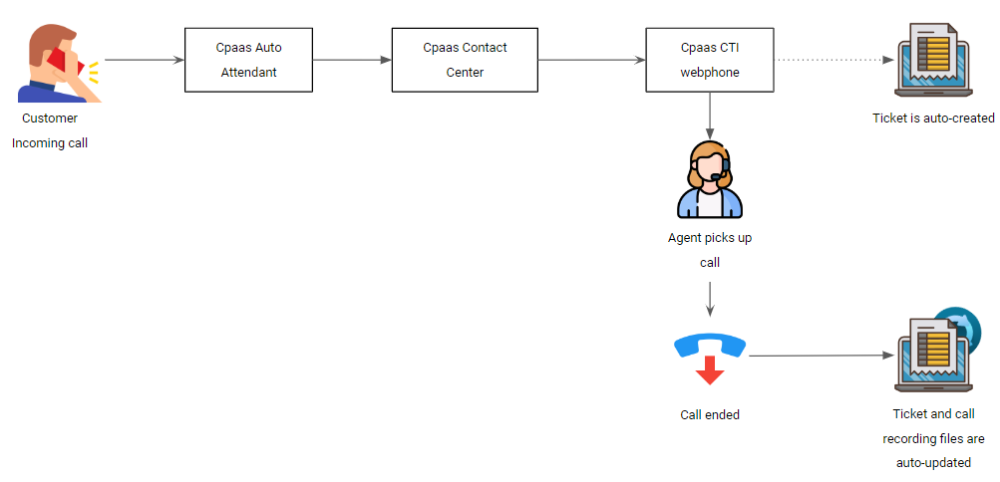 Cpaas Auto
Attendant
Cpaas Contact
Center
Cpaas CTI
webphone
Customer
Incoming call
Ticket is auto-created
Agent picks up
call
Call ended
Ticket and call
recording files are
auto-updated